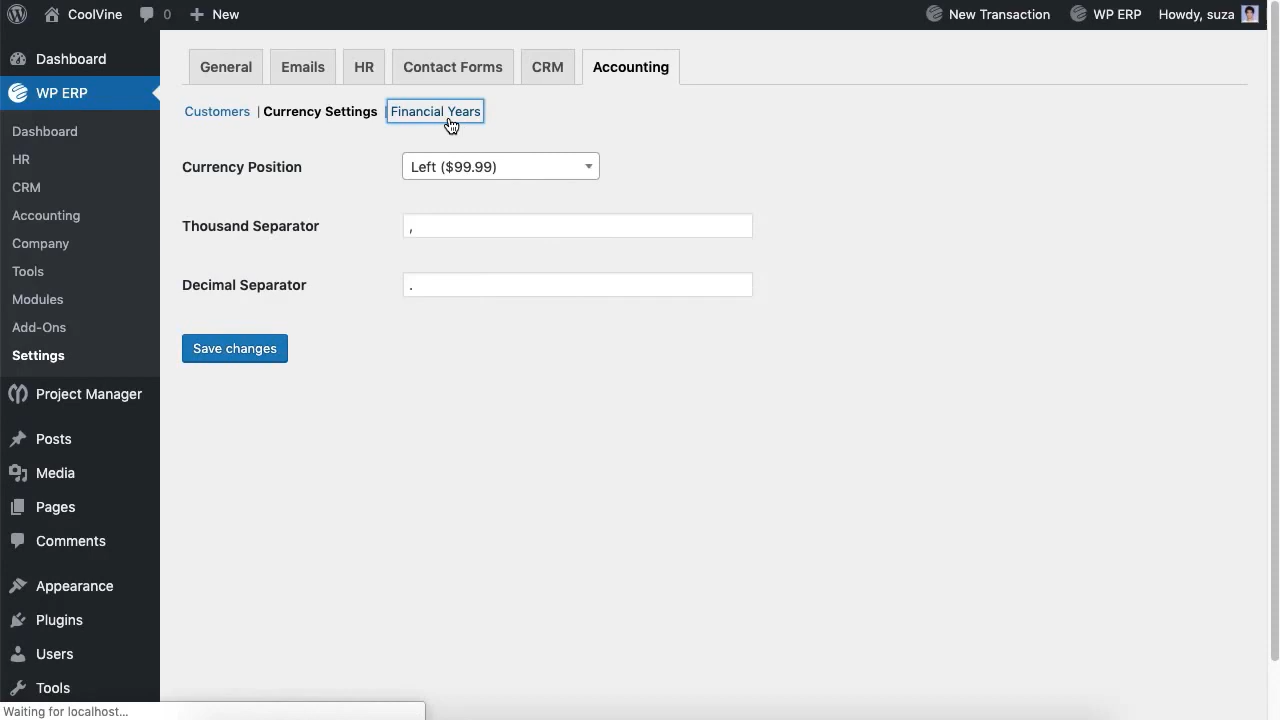 CoolVine 0 New New Transaction WP ERP Howdy, suza
Dashboard
WP ERP
Dashboard
HR
CRM
Accounting
Company
Tools
Modules
Add-Ons
Settings
Project Manager
Posts
Media
Pages
Comments
Appearance
Plugins
Users
Tools
General Emails HR Contact Forms CRM Accounting
Customers | Currency Settings | Financial Years
Currency Position Left ($99.99)
Thousand Separator ,
Decimal Separator .
Save changes
Waiting for localhost...